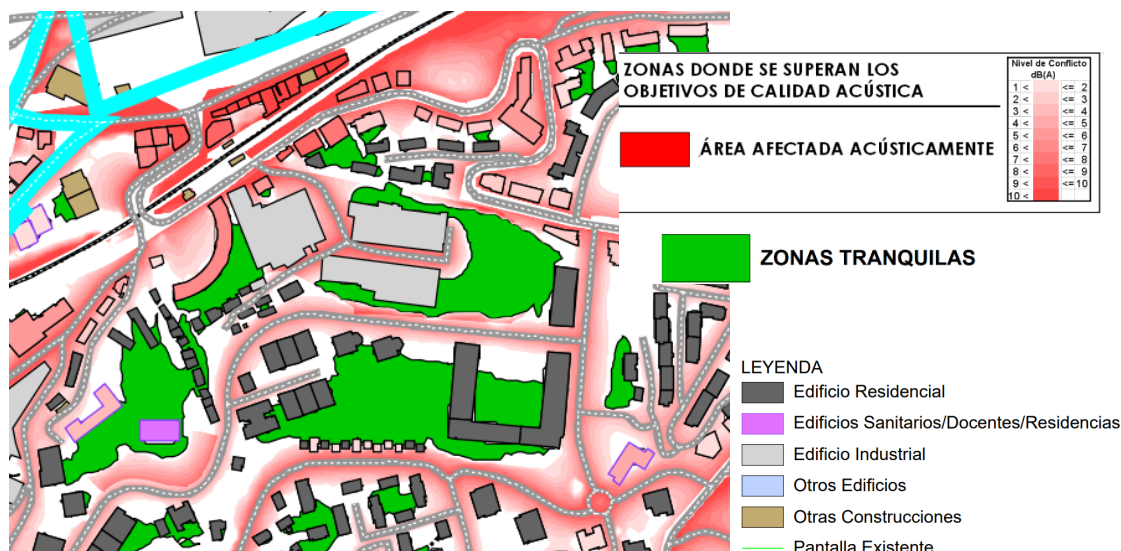 ZONAS DONDE SE SUPERAN LOS
OBJETIVOS DE CALIDAD ACÚSTICA
ÁREA AFECTADA ACÚSTICAMENTE
Nivel de Conflicto
dB(A)
1 < <= 2
2 < <= 3
3 < <= 4
4 < <= 5
5 < <= 6
6 < <= 7
7 < <= 8
8 < <= 9
9 < <= 10
10 <
ZONAS TRANQUILAS
LEYENDA
Edificio Residencial
Edificios Sanitarios/Docentes/Residencias
Edificio Industrial
Otros Edificios
Otras Construcciones
Pantalla Existente